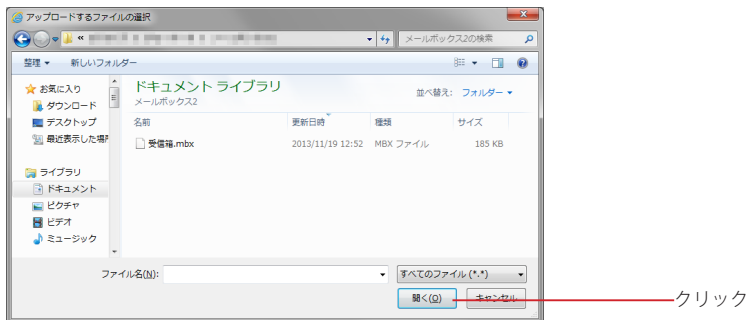 アップロードするファイルの選択
«
メールボックス2の検索
整理 新しいフォルダー
お気に入り
ダウンロード
デスクトップ
最近表示した場所
ライブラリ
ドキュメント
ピクチャ
ビデオ
ミュージック
ドキュメント ライブラリ
メールボックス2
並べ替え: フォルダー
名前 更新日時 種類 サイズ
受信箱.mbx 2013/11/19 12:52 MBX ファイル 185 KB
ファイル名(N): すべてのファイル (*.*)
開く(O) キャンセル
クリック